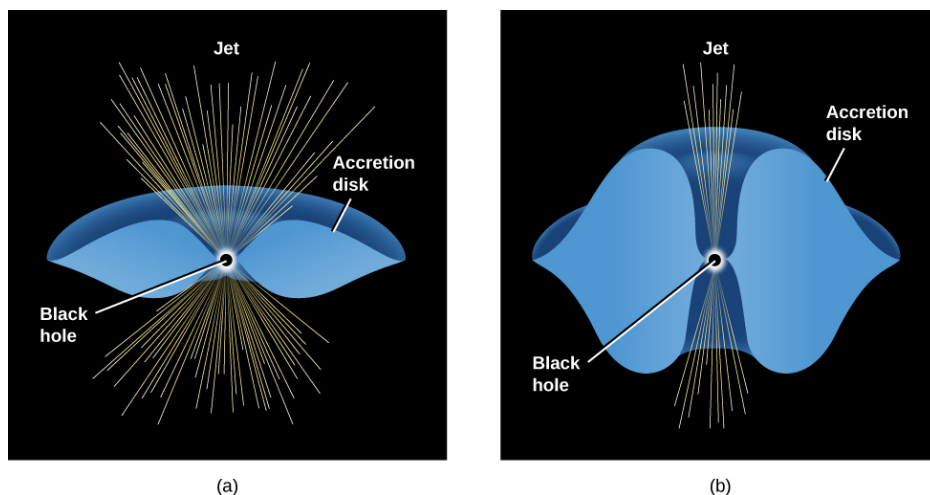 Jet
Accretion
disk
Black
hole
(a)
Jet
Accretion
disk
Black
hole
(b)